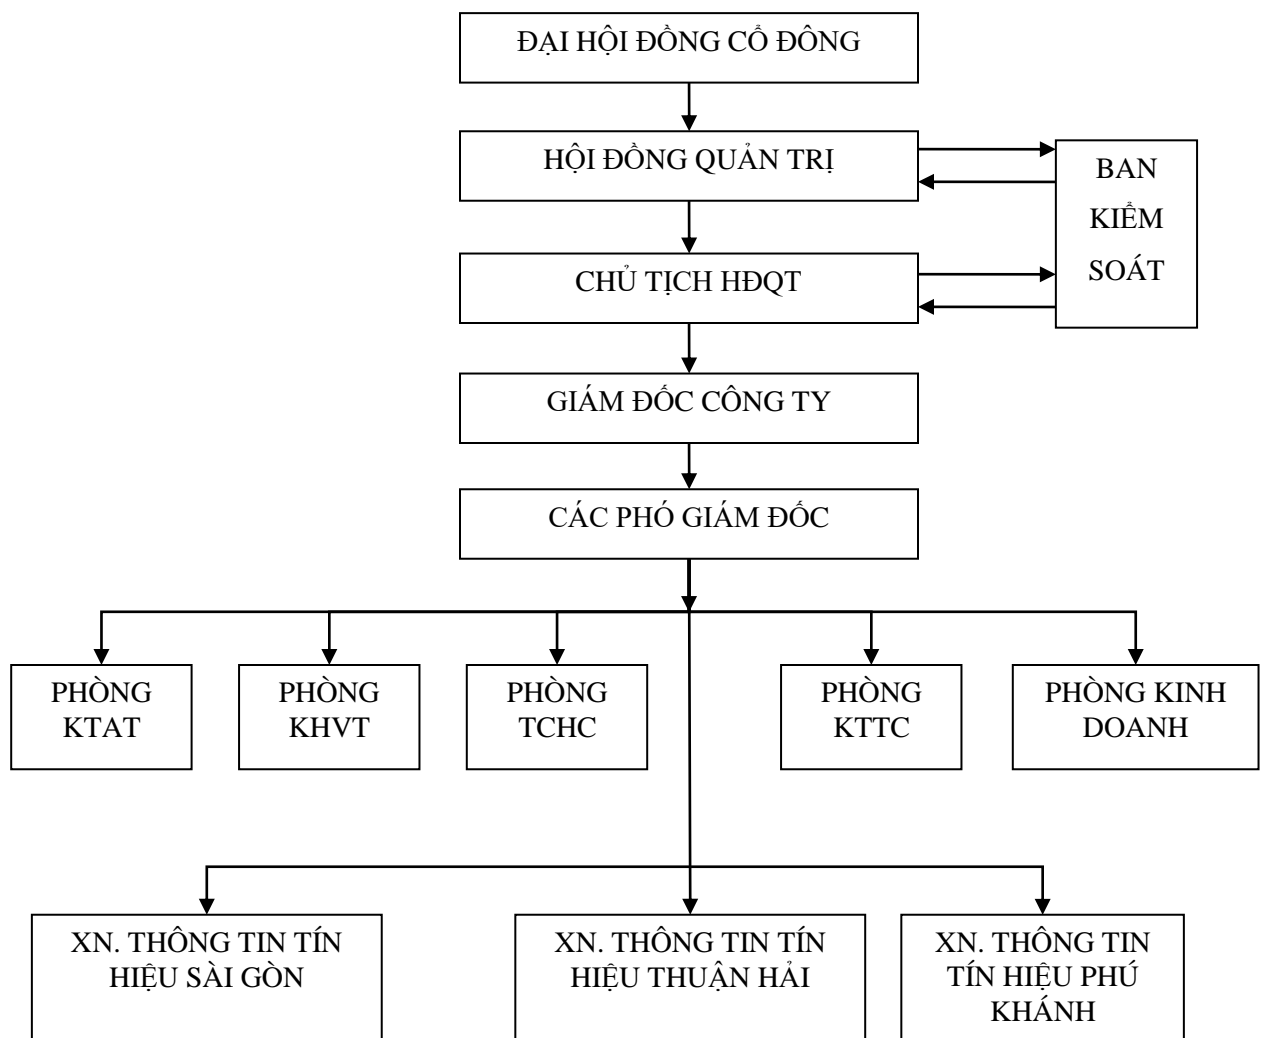 ĐẠI HỘI ĐỒNG CỔ ĐÔNG
HỘI ĐỒNG QUẢN TRỊ
BAN
KIỂM
SOÁT
CHỦ TỊCH HĐQT
GIÁM ĐỐC CÔNG TY
CÁC PHÓ GIÁM ĐỐC
PHÒNG
KTAT
PHÒNG
KHVT
PHÒNG
TCHC
PHÒNG
KTTC
PHÒNG KINH
DOANH
XN. THÔNG TIN TÍN
HIỆU SÀI GÒN
XN. THÔNG TIN TÍN
HIỆU THUẬN HẢI
XN. THÔNG TIN
TÍN HIỆU PHÚ
KHÁNH